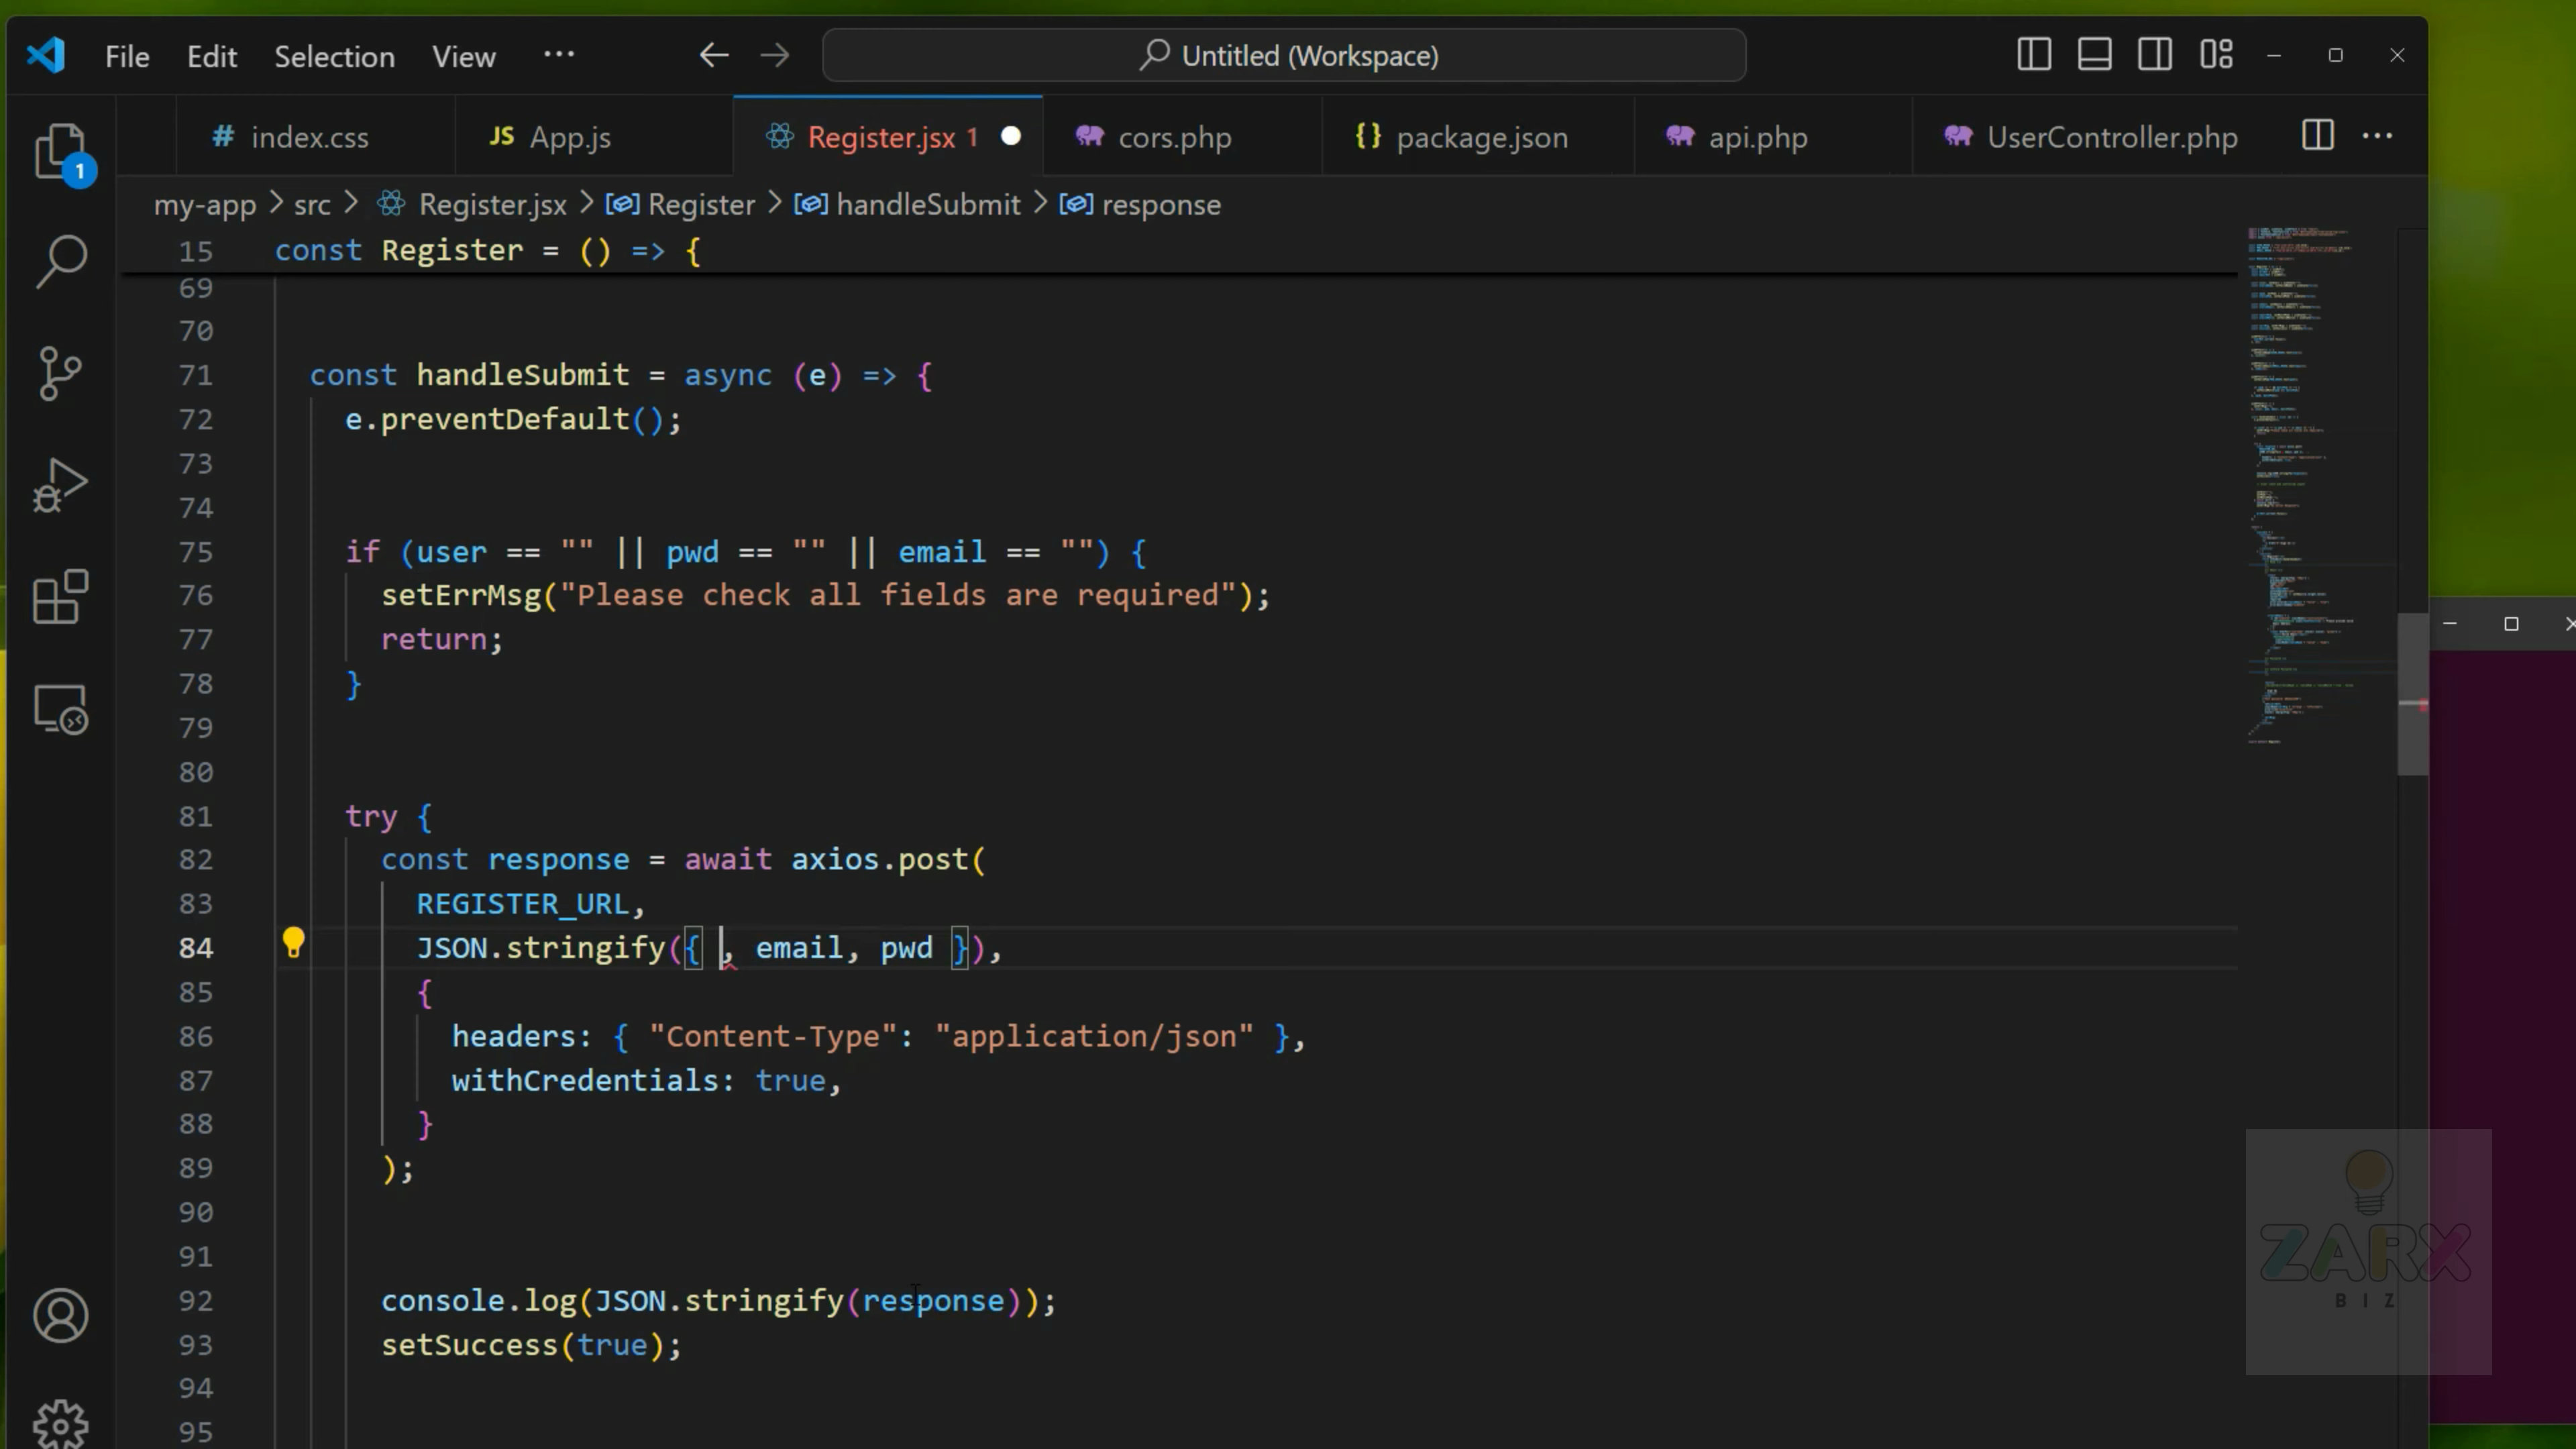 File Edit Selection View ··· Untitled (Workspace)
1
index.css App.js Register.jsx 1 cors.php package.json api.php UserController.php
my-app > src > Register.jsx > Register > handleSubmit > response
15 const Register = () => {
69
70
71 const handleSubmit = async (e) => {
72 e.preventDefault();
73
74
75 if (user == "" || pwd == "" || email == "") {
76 setErrMsg("Please check all fields are required");
77 return;
78 }
79
80
81 try {
82 const response = await axios.post(
83 REGISTER_URL,
84 JSON.stringify({ , email, pwd }),
85 {
86 headers: { "Content-Type": "application/json" },
87 withCredentials: true,
88 }
89 );
90
91
92 console.log(JSON.stringify(response));
93 setSuccess(true);
94
95
ZARX
BIZ